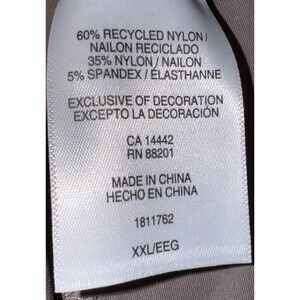 60% RECYCLED NYLON /
NAILON RECICLADO
35% NYLON / NAILON
5% SPANDEX / ÉLASTHANNE
EXCLUSIVE OF DECORATION
EXCEPTO LA DECORACIÓN
CA 14442
RN 88201
MADE IN CHINA
HECHO EN CHINA
1811762
XXL/EEG